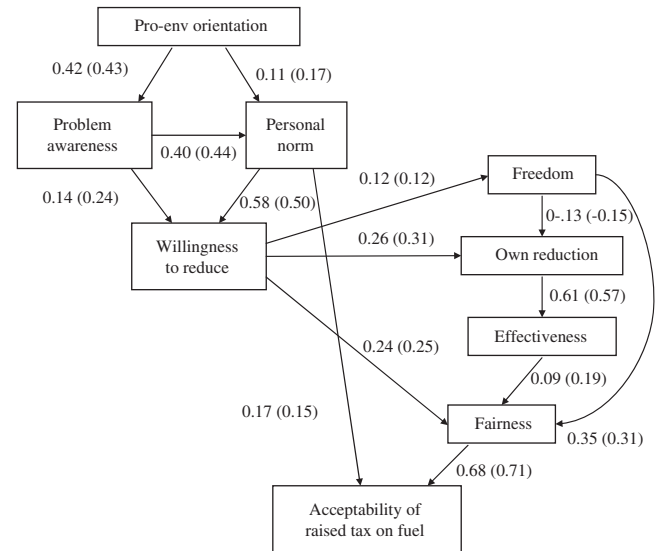 Pro-env orientation
0.42 (0.43)
0.11 (0.17)
Problem
awareness
Personal
norm
0.40 (0.44)
0.14 (0.24)
0.58 (0.50)
0.12 (0.12)
Freedom
0-.13 (-0.15)
Willingness
to reduce
0.26 (0.31)
Own reduction
0.61 (0.57)
Effectiveness
0.24 (0.25)
0.09 (0.19)
0.17 (0.15)
Fairness
0.35 (0.31)
0.68 (0.71)
Acceptability of
raised tax on fuel